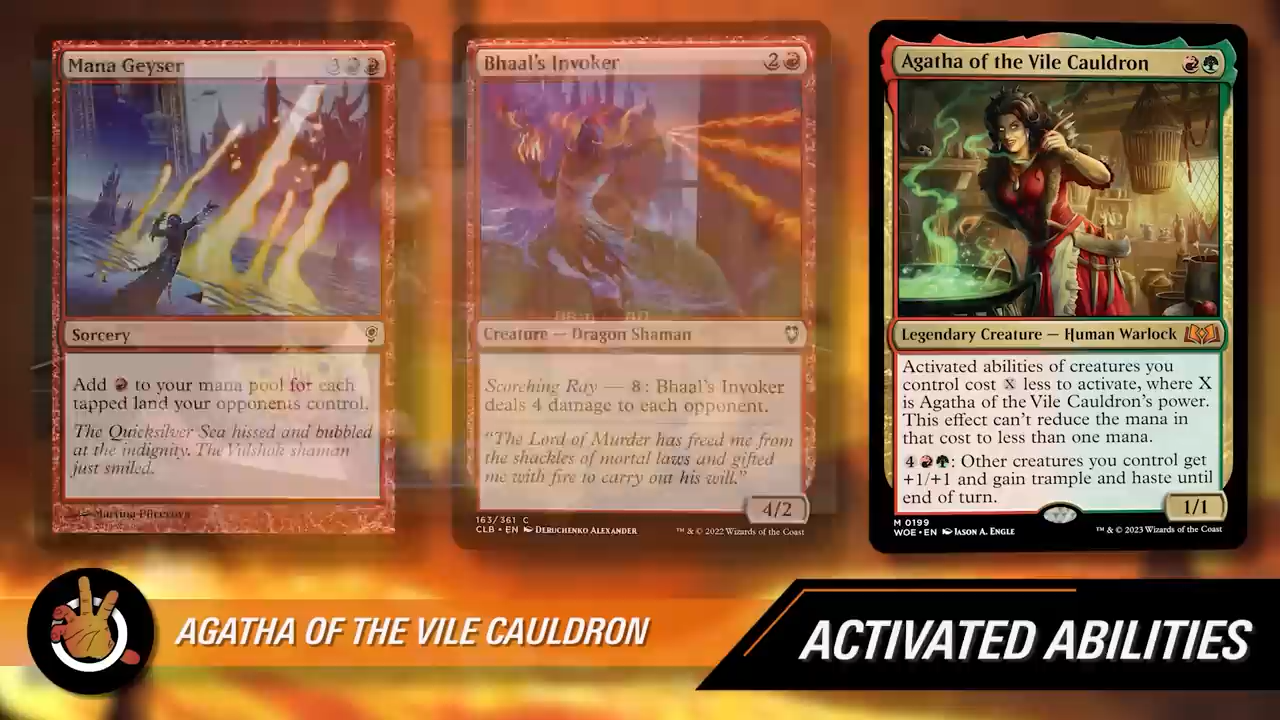 Mana Geyser 3
Sorcery
Add to your mana pool for each
tapped land your opponents control.
The Quicksilver Sea hissed and bubbled
at the indignity. The Vulshok shaman
just smiled.
Bhaal's Invoker 2
Creature — Dragon Shaman
Scorching Ray — 8: Bhaal's Invoker
deals 4 damage to each opponent.
"The Lord of Murder has freed me from
the shackles of mortal laws and gifted
me with fire to carry out his will."
4/2
163/361 C
CLB • EN DERUCHENKO ALEXANDER ™ & © 2022 Wizards of the Coast
Agatha of the Vile Cauldron
Legendary Creature — Human Warlock
Activated abilities of creatures you
control cost X less to activate, where X
is Agatha of the Vile Cauldron's power.
This effect can't reduce the mana in
that cost to less than one mana.
4 : Other creatures you control get
+1/+1 and gain trample and haste until
end of turn.
1/1
M 0199
WOE • EN JASON A. ENGLE ™ & © 2023 Wizards of the Coast
AGATHA OF THE VILE CAULDRON
ACTIVATED ABILITIES